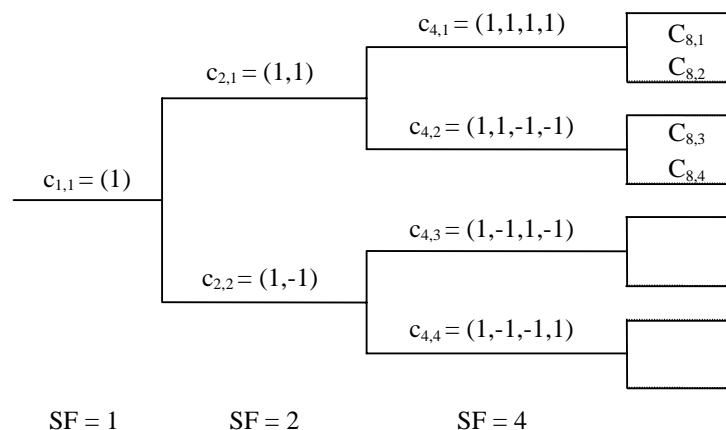 c4,1 = (1,1,1,1)
C8,1
C8,2
c2,1 = (1,1)
c4,2 = (1,1,-1,-1)
C8,3
C8,4
c1,1 = (1)
c4,3 = (1,-1,1,-1)
c2,2 = (1,-1)
c4,4 = (1,-1,-1,1)
SF = 1
SF = 2
SF = 4